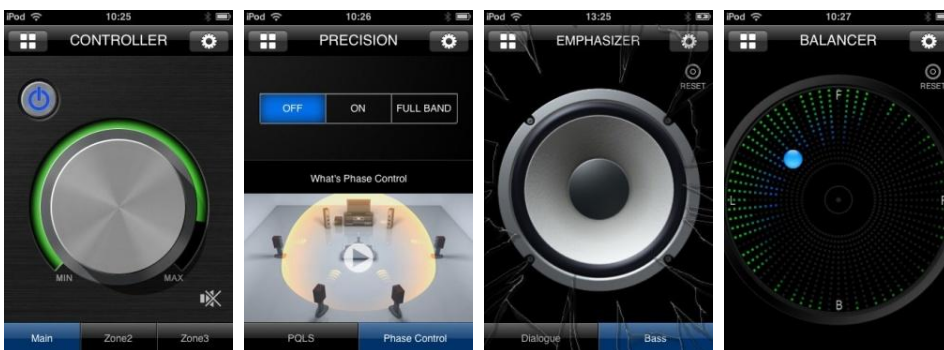 iPod 10:25
CONTROLLER
MIN MAX
Main Zone2 Zone3
iPod 10:26
PRECISION
OFF ON FULL BAND
What's Phase Control
PQLS Phase Control
iPod 13:25
EMPHASIZER
RESET
Dialogue Bass
iPod 10:27
BALANCER
RESET
F
L
B